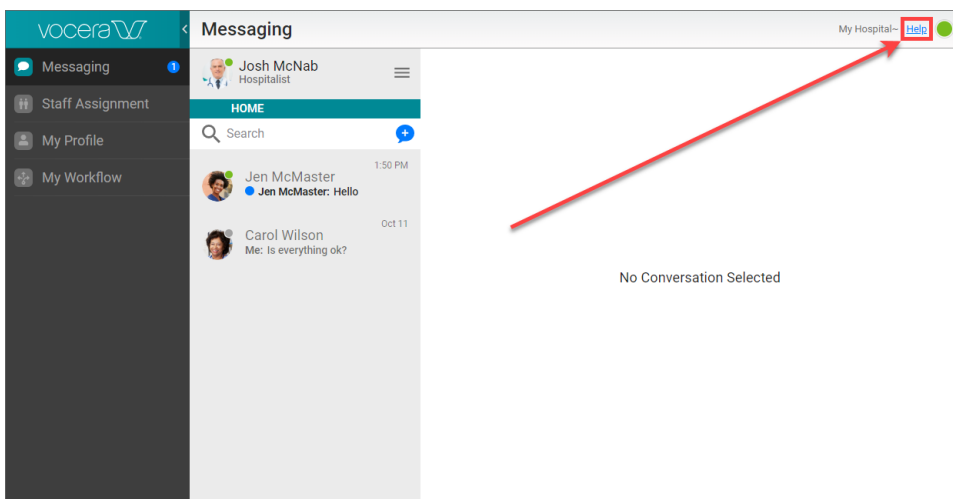 vocera
Messaging
My Hospital~ Help
Messaging 1
Staff Assignment
My Profile
My Workflow
Josh McNab
Hospitalist
HOME
Search
1:50 PM
Jen McMaster
Jen McMaster: Hello
Oct 11
Carol Wilson
Me: Is everything ok?
No Conversation Selected